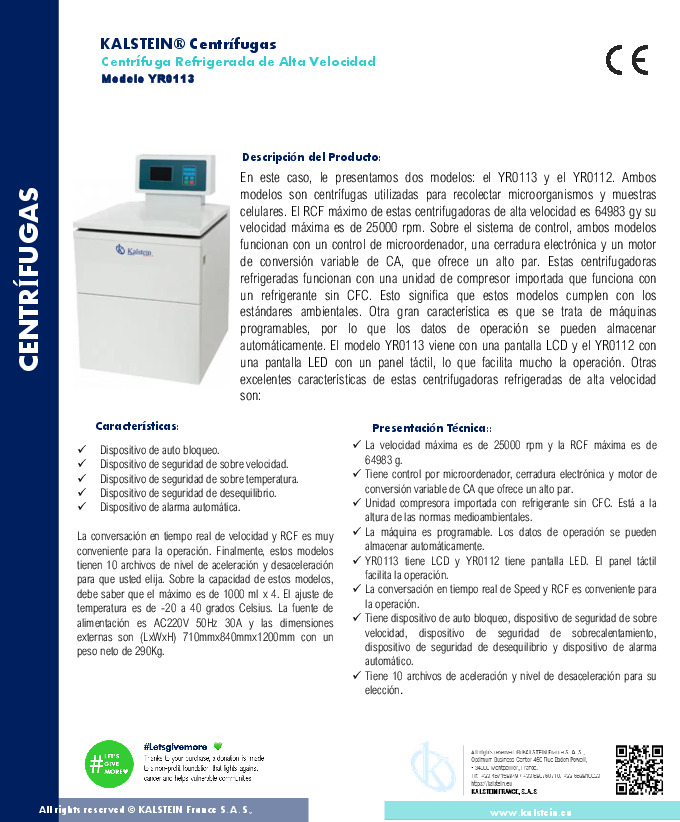 KALSTEIN® Centrífugas
Centrífuga Refrigerada de Alta Velocidad
Modelo YR0113
CE
CENTRÍFUGAS
Kalstein
Descripción del Producto:
En este caso, le presentamos dos modelos: el YR0113 y el YR0112. Ambos
modelos son centrífugas utilizadas para recolectar microorganismos y muestras
celulares. El RCF máximo de estas centrifugadoras de alta velocidad es 64983 gy su
velocidad máxima es de 25000 rpm. Sobre el sistema de control, ambos modelos
funcionan con un control de microordenador, una cerradura electrónica y un motor
de conversión variable de CA, que ofrece un alto par. Estas centrifugadoras
refrigeradas funcionan con una unidad de compresor importada que funciona con
un refrigerante sin CFC. Esto significa que estos modelos cumplen con los
estándares ambientales. Otra gran característica es que se trata de máquinas
programables, por lo que los datos de operación se pueden almacenar
automáticamente. El modelo YR0113 viene con una pantalla LCD y el YR0112 con
una pantalla LED con un panel táctil, lo que facilita mucho la operación. Otras
excelentes características de estas centrifugadoras refrigeradas de alta velocidad
son:
Características:
✓ Dispositivo de auto bloqueo.
✓ Dispositivo de seguridad de sobre velocidad.
✓ Dispositivo de seguridad de sobre temperatura.
✓ Dispositivo de seguridad de desequilibrio.
✓ Dispositivo de alarma automática.
La conversación en tiempo real de velocidad y RCF es muy
conveniente para la operación. Finalmente, estos modelos
tienen 10 archivos de nivel de aceleración y desaceleración
para que usted elija. Sobre la capacidad de estos modelos,
debe saber que el máximo es de 1000 ml x 4. El ajuste de
temperatura es de -20 a 40 grados Celsius. La fuente de
alimentación es AC220V 50Hz 30A y las dimensiones
externas son (LxWxH) 710mmx840mmx1200mm con un
peso neto de 290Kg.
Presentación Técnica::
✓ La velocidad máxima es de 25000 rpm y la RCF máxima es de
64983 g.
✓ Tiene control por microordenador, cerradura electrónica y motor de
conversión variable de CA que ofrece un alto par.
✓ Unidad compresora importada con refrigerante sin CFC. Está a la
altura de las normas medioambientales.
✓ La máquina es programable. Los datos de operación se pueden
almacenar automáticamente.
✓ YR0113 tiene LCD y YR0112 tiene pantalla LED. El panel táctil
facilita la operación.
✓ La conversación en tiempo real de Speed y RCF es conveniente para
la operación.
✓ Tiene dispositivo de auto bloqueo, dispositivo de seguridad de sobre
velocidad, dispositivo de seguridad de sobrecalentamiento,
dispositivo de seguridad de desequilibrio y dispositivo de alarma
automático.
✓ Tiene 10 archivos de aceleración y nivel de desaceleración para su
elección.
# LET'S
GIVE
MORE
#Letsgivemore
Thanks to your purchase, a donation is made
to a non-profit foundation that fights against
cancer and helps vulnerable communities
All rights reserved ® KALSTEIN France S. A. S.,
Optimum Business Center 450 Rue Baden Powell,
34000 Montpellier, France.
https://kalstein.eu
KALSTEIN FRANCE, S.A.S
All rights reserved © KALSTEIN France S.A.S.,
www.kalstein.eu